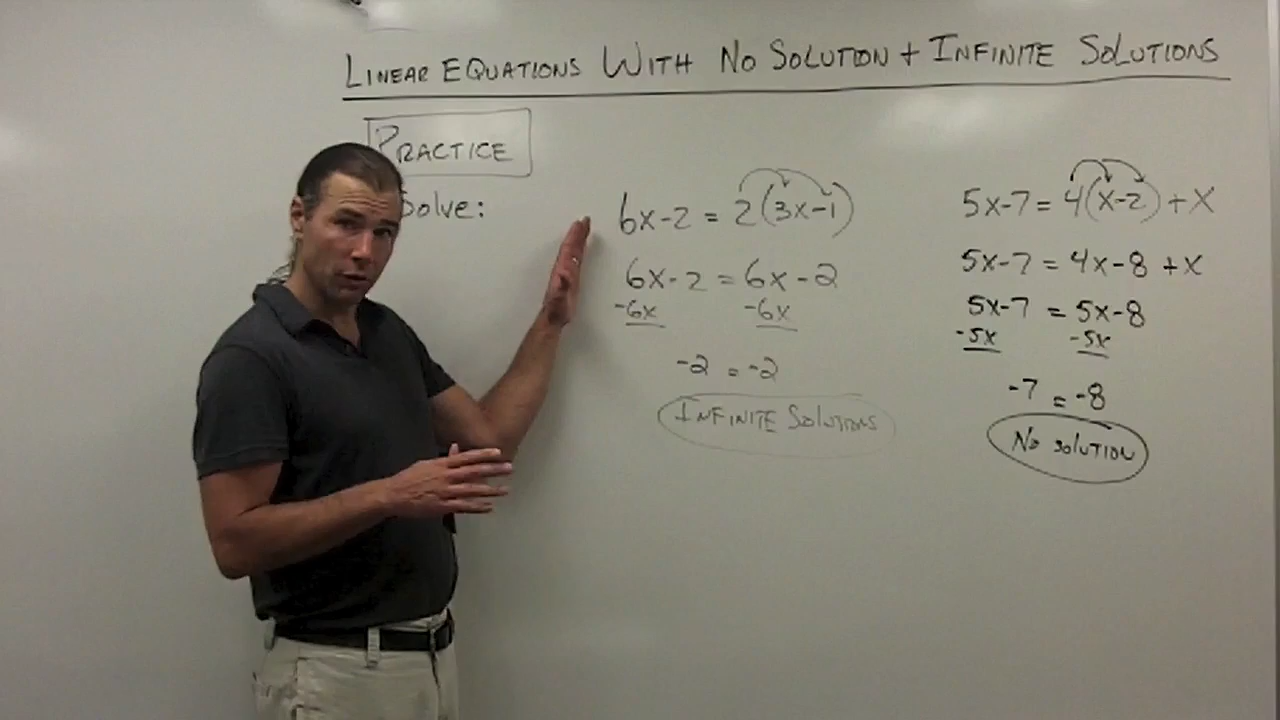 LINEAR EQUATIONS WITH NO SOLUTION + INFINITE SOLUTIONS
PRACTICE
Solve:
6x-2 = 2(3x-1)
6x-2 = 6x-2
-6x -6x
-2 = -2
INFINITE SOLUTIONS
5x-7 = 4(x-2)+x
5x-7 = 4x-8+x
5x-7 = 5x-8
-5x -5x
-7 = -8
No SOLUTION